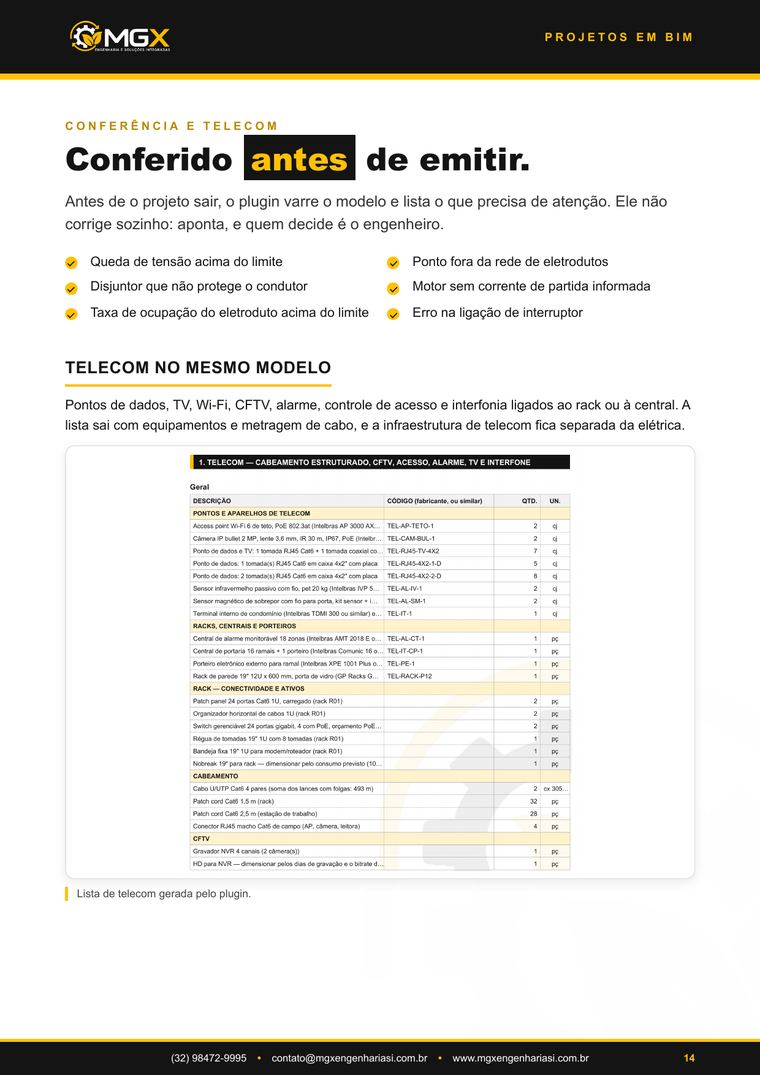 MGX
ENGENHARIA E SOLUÇÕES INTEGRADAS
PROJETOS EM BIM
CONFERÊNCIA E TELECOM
Conferido antes de emitir.
Antes de o projeto sair, o plugin varre o modelo e lista o que precisa de atenção. Ele não
corrige sozinho: aponta, e quem decide é o engenheiro.
Queda de tensão acima do limite
Ponto fora da rede de eletrodutos
Disjuntor que não protege o condutor
Motor sem corrente de partida informada
Taxa de ocupação do eletroduto acima do limite
Erro na ligação de interruptor
TELECOM NO MESMO MODELO
Pontos de dados, TV, Wi-Fi, CFTV, alarme, controle de acesso e interfonia ligados ao rack ou à central. A
lista sai com equipamentos e metragem de cabo, e a infraestrutura de telecom fica separada da elétrica.
1. TELECOM — CABEAMENTO ESTRUTURADO, CFTV, ACESSO, ALARME, TV E INTERFONE
Geral
DESCRIÇÃO CÓDIGO (fabricante, ou similar) QTD. UN.
PONTOS E APARELHOS DE TELECOM
Access point Wi-Fi 6 de teto, PoE 802.3at (Intelbras AP 3000 AX... TEL-AP-TETO-1 2 cj
Câmera IP bullet 2 MP, lente 3,6 mm, IR 30 m, IP67, PoE (Intelbr... TEL-CAM-BUL-1 2 cj
Ponto de dados e TV: 1 tomada RJ45 Cat6 + 1 tomada coaxial co... TEL-RJ45-TV-4X2 7 cj
Ponto de dados: 1 tomada(s) RJ45 Cat6 em caixa 4x2" com placa TEL-RJ45-4X2-1-D 5 cj
Ponto de dados: 2 tomada(s) RJ45 Cat6 em caixa 4x2" com placa TEL-RJ45-4X2-2-D 8 cj
Sensor infravermelho passivo com fio, pet 20 kg (Intelbras IVP 5... TEL-AL-IV-1 2 cj
Sensor magnético de sobrepor com fio para porta, kit sensor + í... TEL-AL-SM-1 2 cj
Terminal interno de condomínio (Intelbras TDMI 300 ou similar) e... TEL-IT-1 1 cj
RACKS, CENTRAIS E PORTEIROS
Central de alarme monitorável 18 zonas (Intelbras AMT 2018 E o... TEL-AL-CT-1 1 pç
Central de portaria 16 ramais + 1 porteiro (Intelbras Comunic 16 o... TEL-IT-CP-1 1 pç
Porteiro eletrônico externo para ramal (Intelbras XPE 1001 Plus o... TEL-PE-1 1 pç
Rack de parede 19" 12U x 600 mm, porta de vidro (GP Racks G... TEL-RACK-P12 1 pç
RACK — CONECTIVIDADE E ATIVOS
Patch panel 24 portas Cat6 1U, carregado (rack R01) 2 pç
Organizador horizontal de cabos 1U (rack R01) 2 pç
Switch gerenciável 24 portas gigabit, 4 com PoE, orçamento PoE... 2 pç
Régua de tomadas 19" 1U com 8 tomadas (rack R01) 1 pç
Bandeja fixa 19" 1U para modem/roteador (rack R01) 1 pç
Nobreak 19" para rack — dimensionar pelo consumo previsto (10... 1 pç
CABEAMENTO
Cabo U/UTP Cat6 4 pares (soma dos lances com folgas: 493 m) 2 cx 305...
Patch cord Cat6 1,5 m (rack) 32 pç
Patch cord Cat6 2,5 m (estação de trabalho) 28 pç
Conector RJ45 macho Cat6 de campo (AP, câmera, leitora) 4 pç
CFTV
Gravador NVR 4 canais (2 câmera(s)) 1 pç
HD para NVR — dimensionar pelos dias de gravação e o bitrate d... 1 pç
Lista de telecom gerada pelo plugin.
(32) 98472-9995 • contato@mgxengenhariasi.com.br • www.mgxengenhariasi.com.br 14